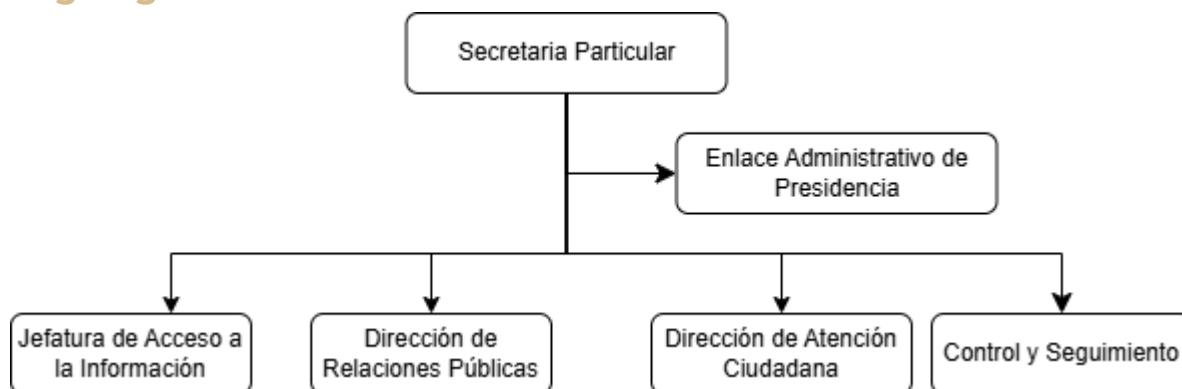 Secretaria Particular
Enlace Administrativo de
Presidencia
Jefatura de Acceso a
la Información
Dirección de
Relaciones Públicas
Dirección de Atención
Ciudadana
Control y Seguimiento